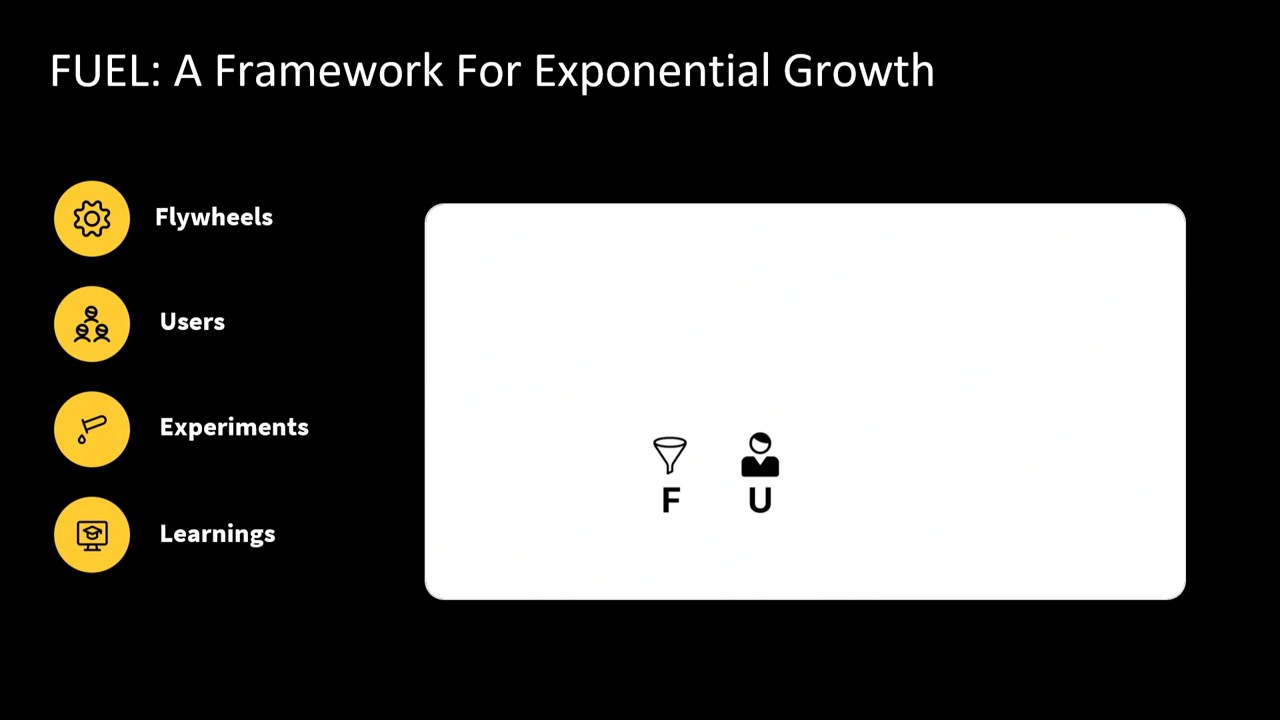 FUEL: A Framework For Exponential Growth
Flywheels
Users
Experiments
Learnings
F U